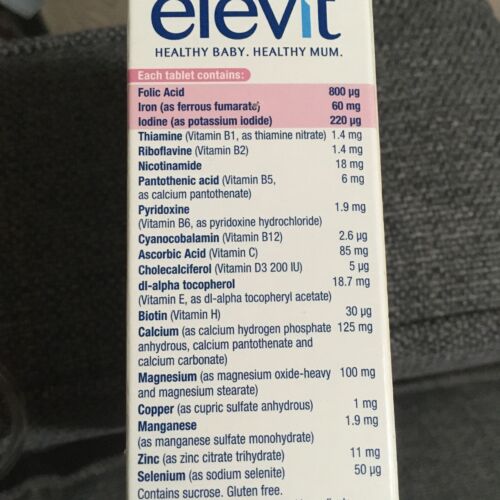 elevit
HEALTHY BABY. HEALTHY MUM.
Each tablet contains:
Folic Acid 800 µg
Iron (as ferrous fumarate) 60 mg
Iodine (as potassium iodide) 220 µg
Thiamine (Vitamin B1, as thiamine nitrate) 1.4 mg
Riboflavine (Vitamin B2) 1.4 mg
Nicotinamide 18 mg
Pantothenic acid (Vitamin B5, 6 mg
as calcium pantothenate)
Pyridoxine 1.9 mg
(Vitamin B6, as pyridoxine hydrochloride)
Cyanocobalamin (Vitamin B12) 2.6 µg
Ascorbic Acid (Vitamin C) 85 mg
Cholecalciferol (Vitamin D3 200 IU) 5 µg
dl-alpha tocopherol 18.7 mg
(Vitamin E, as dl-alpha tocopheryl acetate)
Biotin (Vitamin H) 30 µg
Calcium (as calcium hydrogen phosphate 125 mg
anhydrous, calcium pantothenate and
calcium carbonate)
Magnesium (as magnesium oxide-heavy 100 mg
and magnesium stearate)
Copper (as cupric sulfate anhydrous) 1 mg
Manganese 1.9 mg
(as manganese sulfate monohydrate)
Zinc (as zinc citrate trihydrate) 11 mg
Selenium (as sodium selenite) 50 µg
Contains sucrose. Gluten free.